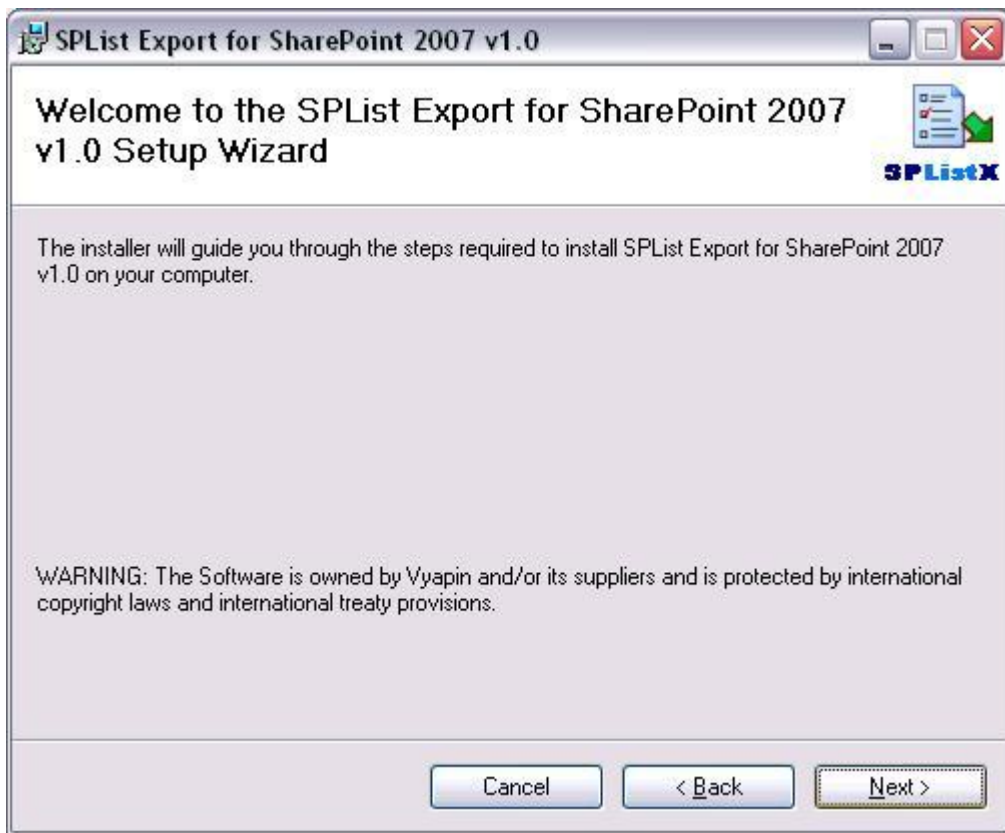 SPList Export for SharePoint 2007 v1.0
Welcome to the SPList Export for SharePoint 2007
v1.0 Setup Wizard
SPListX
The installer will guide you through the steps required to install SPList Export for SharePoint 2007
v1.0 on your computer.
WARNING: The Software is owned by Vyapin and/or its suppliers and is protected by international
copyright laws and international treaty provisions.
Cancel
< Back
Next >